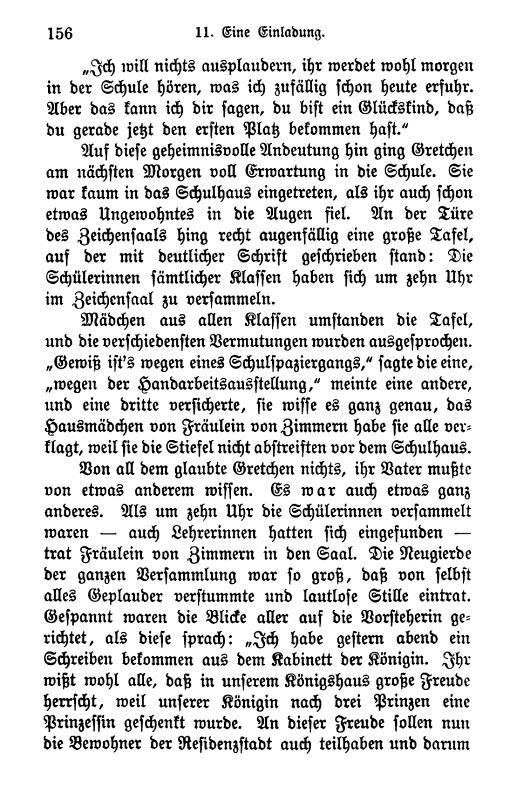 156 11. Eine Einladung.
„Ich will nichts ausplaudern, ihr werdet wohl morgen
in der Schule hören, was ich zufällig schon heute erfuhr.
Aber das kann ich dir sagen, du bist ein Glückskind, daß
du gerade jetzt den ersten Platz bekommen hast.“
Auf diese geheimnisvolle Andeutung hin ging Gretchen
am nächsten Morgen voll Erwartung in die Schule. Sie
war kaum in das Schulhaus eingetreten, als ihr auch schon
etwas Ungewohntes in die Augen fiel. An der Türe
des Zeichensaals hing recht augenfällig eine große Tafel,
auf der mit deutlicher Schrift geschrieben stand: Die
Schülerinnen sämtlicher Klassen haben sich um zehn Uhr
im Zeichensaal zu versammeln.
Mädchen aus allen Klassen umstanden die Tafel,
und die verschiedensten Vermutungen wurden ausgesprochen.
„Gewiß ist's wegen eines Schulspaziergangs,“ sagte die eine,
„wegen der Handarbeitsausstellung,“ meinte eine andere,
und eine dritte versicherte, sie wisse es ganz genau, das
Hausmädchen von Fräulein von Zimmern habe sie alle ver-
klagt, weil sie die Stiefel nicht abstreiften vor dem Schulhaus.
Von all dem glaubte Gretchen nichts, ihr Vater mußte
von etwas anderem wissen. Es war auch etwas ganz
anderes. Als um zehn Uhr die Schülerinnen versammelt
waren — auch Lehrerinnen hatten sich eingefunden —
trat Fräulein von Zimmern in den Saal. Die Neugierde
der ganzen Versammlung war so groß, daß von selbst
alles Geplauder verstummte und lautlose Stille eintrat.
Gespannt waren die Blicke aller auf die Vorsteherin ge-
richtet, als diese sprach: „Ich habe gestern abend ein
Schreiben bekommen aus dem Kabinett der Königin. Ihr
wißt wohl alle, daß in unserem Königshaus große Freude
herrscht, weil unserer Königin nach drei Prinzen eine
Prinzessin geschenkt wurde. An dieser Freude sollen nun
die Bewohner der Residenzstadt auch teilhaben und darum